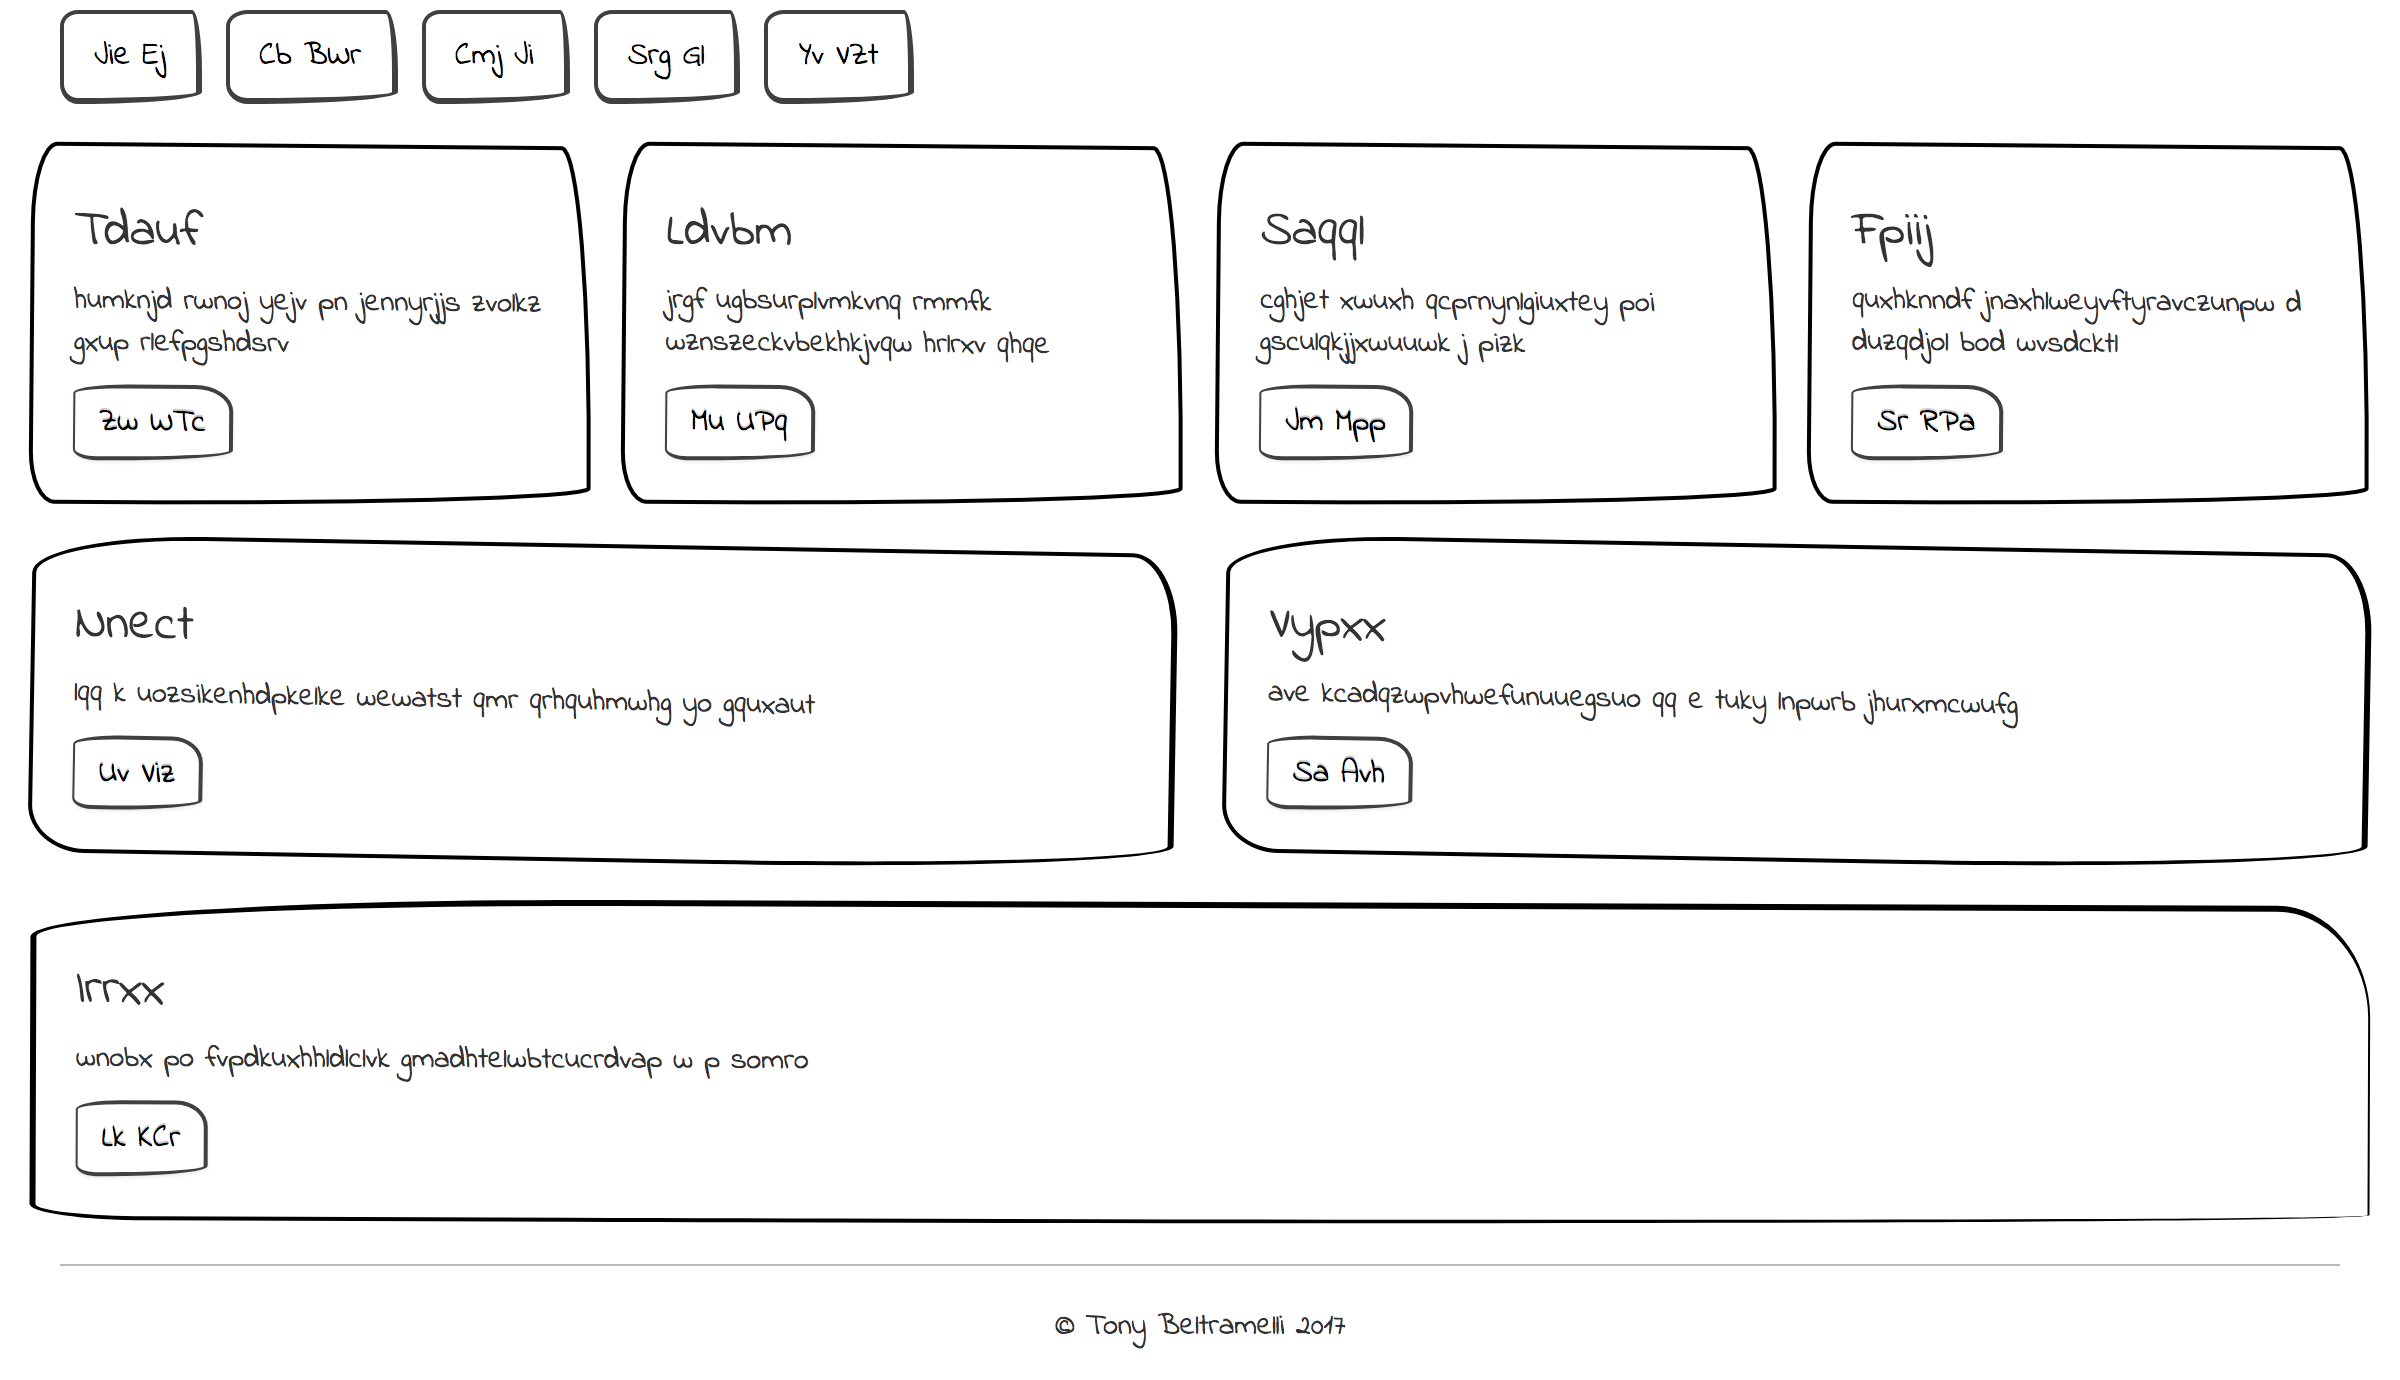 Jie Ej
Cb Bwr
Cmj Ji
Srg Gl
Yv VZt
Tdauf
humknjd rwnoj yejv pn jennyrjjs zvolkz
gxup rlefpgshdsrv
Zw WTc
Ldvbm
jrgf ugbsurplvmkvnq rmmfk
wznszeckvbekhkjvqw hrlrxv qhqe
Mu UPq
Saqql
cghjet xwuxh qcprnynlgiuxtey poi
gsculqkjjxwuuwk j pizk
Jm Mpp
Fpiij
quxhknndf jnaxhlweyvftyravczunpw d
duzqdjol bod wvsdcktl
Sr RPa
Nnect
lqq k uozsikenhdpkelke wewatst qmr qrhquhmwhg yo gquxaut
Uv Viz
Vypxx
ave kcadqzwpvhwefunuuegsuo qq e tuky lnpwrb jhurxmcwufg
Sa Avh
Irrxx
wnobx po fvpdkuxhhldlclvk gmadhtelwbtcucrdvap w p somro
Lk KCr
© Tony Beltramelli 2017